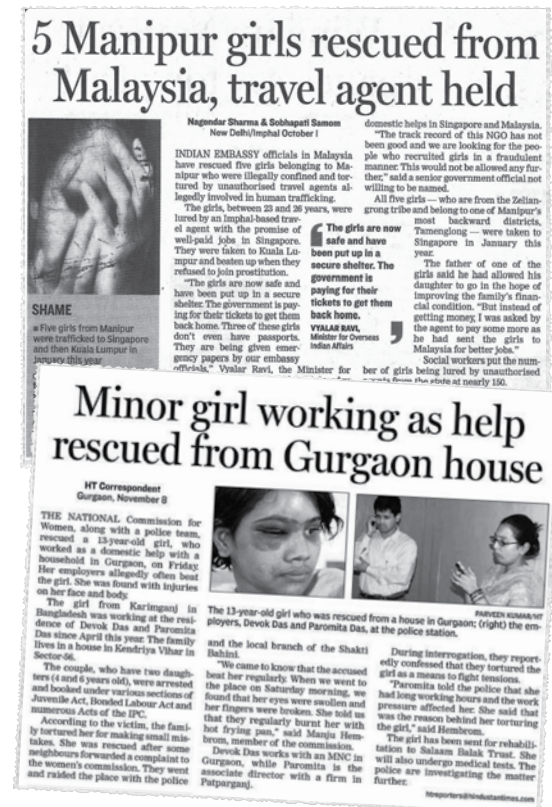 5 Manipur girls rescued from
Malaysia, travel agent held
Nagendar Sharma & Sobhapati Samom
New Delhi/Imphal October I
INDIAN EMBASSY officials in Malaysia
have rescued five girls belonging to Ma-
nipur who were illegally confined and tor-
tured by unauthorised travel agents al-
legedly involved in human trafficking.
The girls, between 23 and 26 years, were
lured by an Imphal-based trav-
el agent with the promise of
well-paid jobs in Singapore.
They were taken to Kuala Lu-
mpur and beaten up when they
refused to join prostitution.
"The girls are now safe and
have been put up in a secure
shelter. The government is pay-
ing for their tickets to get them
back home. Three of these girls
don't even have passports.
They are being given emer-
gency papers by our embassy
officials," Vyalar Ravi, the Minister for
The girls are now
safe and have
been put up in a
secure shelter. The
government is
paying for their
tickets to get them
back home.
VYALAR RAVI,
Minister for Overseas
Indian Affairs
domestic helps in Singapore and Malaysia.
"The track record of this NGO has not
been good and we are looking for the peo-
ple who recruited girls in a fraudulent
manner. This would not be allowed any fur-
ther," said a senior government official not
willing to be named.
All five girls — who are from the Zelian-
grong tribe and belong to one of Manipur's
most backward districts,
Tamenglong — were taken to
Singapore in January this
year.
The father of one of the
girls said he had allowed his
daughter to go in the hope of
improving the family's finan-
cial condition. "But instead of
getting money, I was asked by
the agent to pay some more as
he had sent the girls to
Malaysia for better jobs."
Social workers put the num-
ber of girls being lured by unauthorised
agents from the state at nearly 150.
SHAME
Five girls from Manipur
were trafficked to Singapore
and then Kuala Lumpur in
January this year
Minor girl working as help
rescued from Gurgaon house
HT Correspondent
Gurgaon, November 8
THE NATIONAL Commission for
Women, along with a police team,
rescued a 13-year-old girl, who
worked as a domestic help with a
household in Gurgaon, on Friday.
Her employers allegedly often beat
the girl. She was found with injuries
on her face and body.
The girl from Karimganj in
Bangladesh was working at the resi-
dence of Devok Das and Paromita
Das since April this year. The family
lives in a house in Kendriya Vihar in
Sector-56.
The couple, who have two daugh-
ters (4 and 6 years old), were arrested
and booked under various sections of
Juvenile Act, Bonded Labour Act and
numerous Acts of the IPC.
According to the victim, the fami-
ly tortured her for making small mis-
takes. She was rescued after some
neighbours forwarded a complaint to
the women's commission. They went
and raided the place with the police
PARVEEN KUMAR/HT
The 13-year-old girl who was rescued from a house in Gurgaon; (right) the em-
ployers, Devok Das and Paromita Das, at the police station.
and the local branch of the Shakti
Bahini.
"We came to know that the accused
beat her regularly. When we went to
the place on Saturday morning, we
found that her eyes were swollen and
her fingers were broken. She told us
that they regularly burnt her with
hot frying pan," said Manju Hem-
brom, member of the commission.
Devok Das works with an MNC in
Gurgaon, while Paromita is the
associate director with a firm in
Patparganj.
During interrogation, they report-
edly confessed that they tortured the
girl as a means to fight tensions.
"Paromita told the police that she
had long working hours and the work
pressure affected her. She said that
was the reason behind her torturing
the girl," said Hembrom.
The girl has been sent for rehabili-
tation to Salaam Balak Trust. She
will also undergo medical tests. The
police are investigating the matter
further.
htreporters@hindustantimes.com